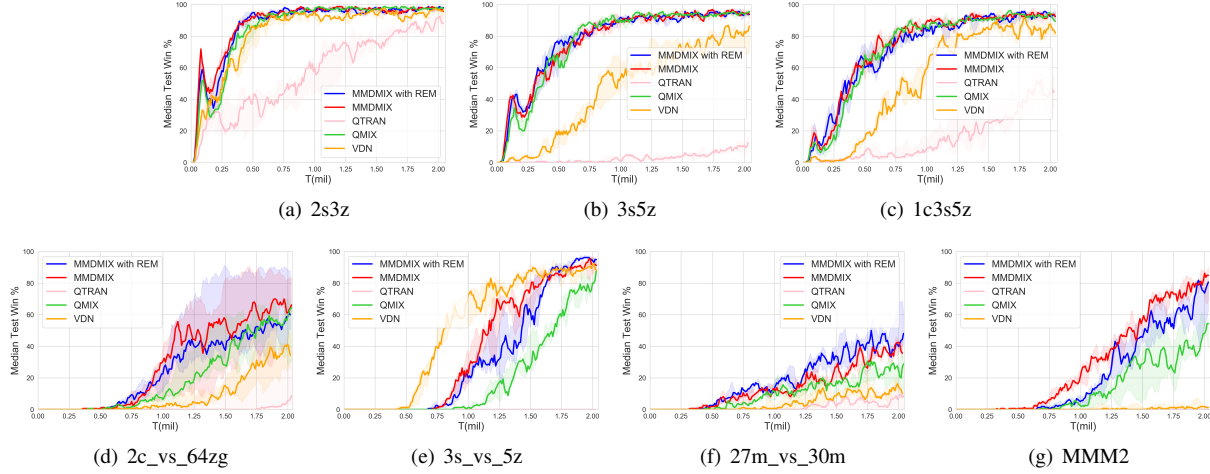 Median Test Win %
100
80
60
40
20
0
MMDMIX with REM
MMDMIX
QTRAN
QMIX
VDN
0.00 0.25 0.50 0.75 1.00 1.25 1.50 1.75 2.00
T(mil)
(a) 2s3z
Median Test Win %
100
80
60
40
20
0
MMDMIX with REM
MMDMIX
QTRAN
QMIX
VDN
0.00 0.25 0.50 0.75 1.00 1.25 1.50 1.75 2.00
T(mil)
(b) 3s5z
Median Test Win %
100
80
60
40
20
0
MMDMIX with REM
MMDMIX
QTRAN
QMIX
VDN
0.00 0.25 0.50 0.75 1.00 1.25 1.50 1.75 2.00
T(mil)
(c) 1c3s5z
Median Test Win %
100
80
60
40
20
0
MMDMIX with REM
MMDMIX
QTRAN
QMIX
VDN
0.00 0.25 0.50 0.75 1.00 1.25 1.50 1.75 2.00
T(mil)
(d) 2c_vs_64zg
Median Test Win %
100
80
60
40
20
0
MMDMIX with REM
MMDMIX
QTRAN
QMIX
VDN
0.00 0.25 0.50 0.75 1.00 1.25 1.50 1.75 2.00
T(mil)
(e) 3s_vs_5z
Median Test Win %
100
80
60
40
20
0
MMDMIX with REM
MMDMIX
QTRAN
QMIX
VDN
0.00 0.25 0.50 0.75 1.00 1.25 1.50 1.75 2.00
T(mil)
(f) 27m_vs_30m
Median Test Win %
100
80
60
40
20
0
MMDMIX with REM
MMDMIX
QTRAN
QMIX
VDN
0.00 0.25 0.50 0.75 1.00 1.25 1.50 1.75 2.00
T(mil)
(g) MMM2